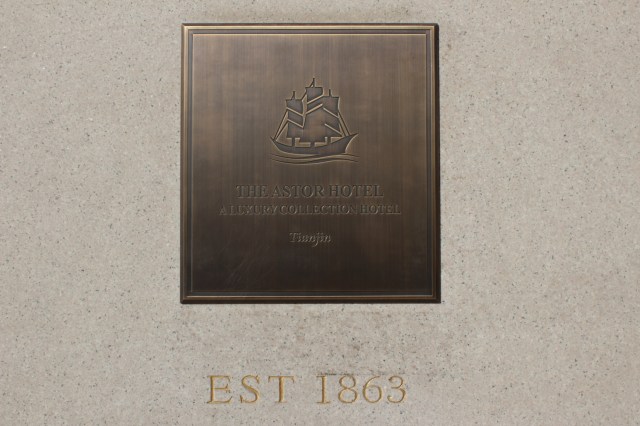 THE ASTOR HOTEL
A LUXURY COLLECTION HOTEL
Tianjin
EST 1863